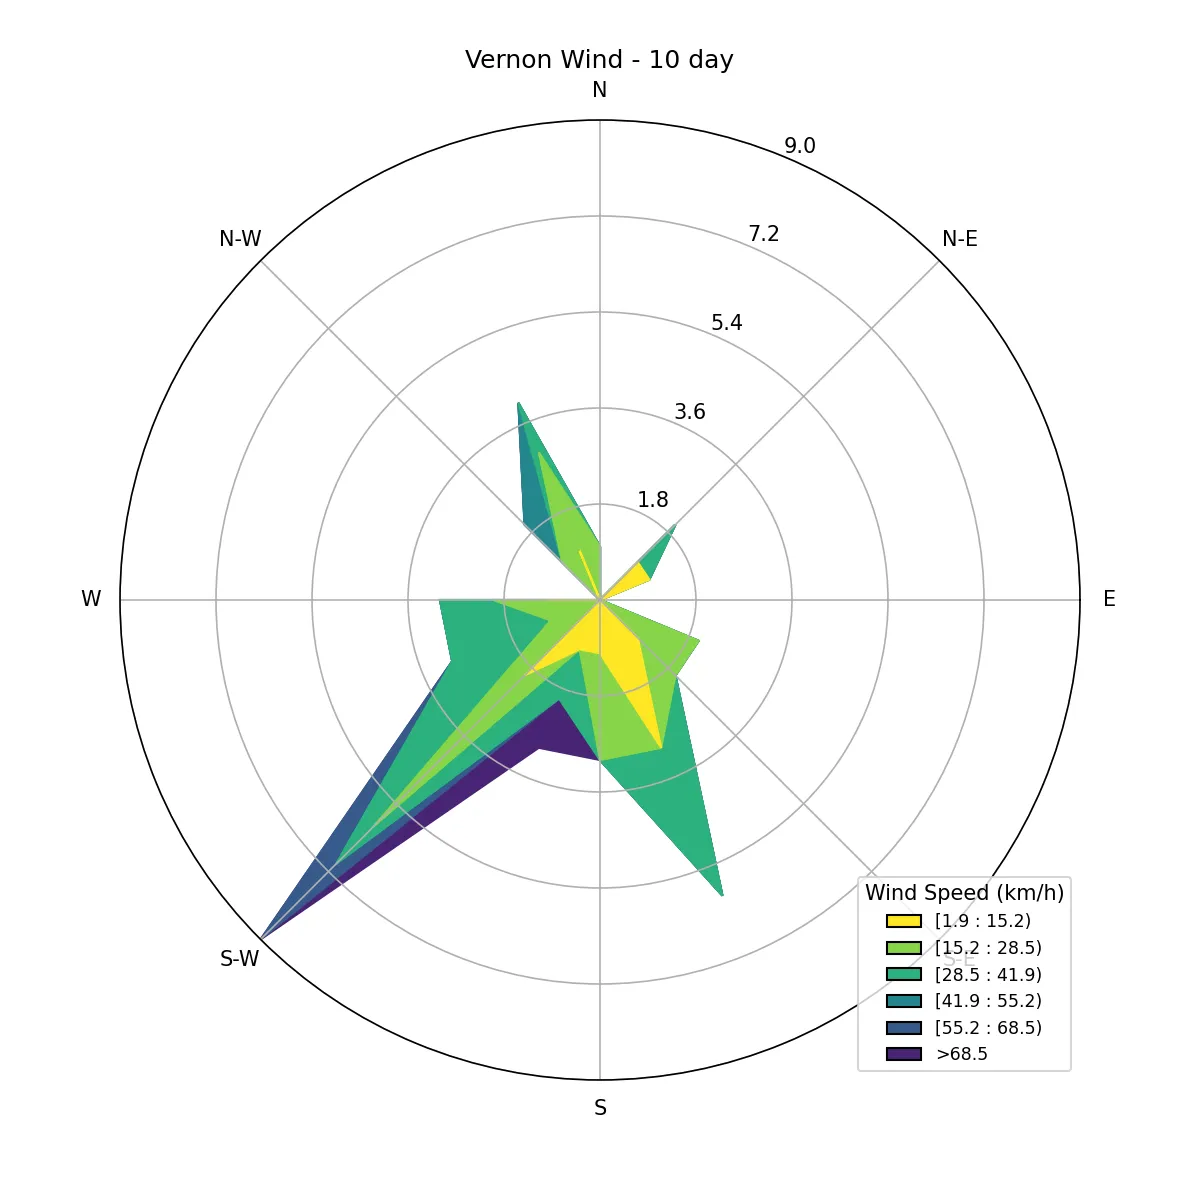 Vernon Wind - 10 day
N
9.0
N-W
7.2
N-E
5.4
3.6
1.8
W
E
Wind Speed (km/h)
[1.9 : 15.2)
[15.2 : 28.5)
S-W
S-E
[28.5 : 41.9)
[41.9 : 55.2)
[55.2 : 68.5)
>68.5
S